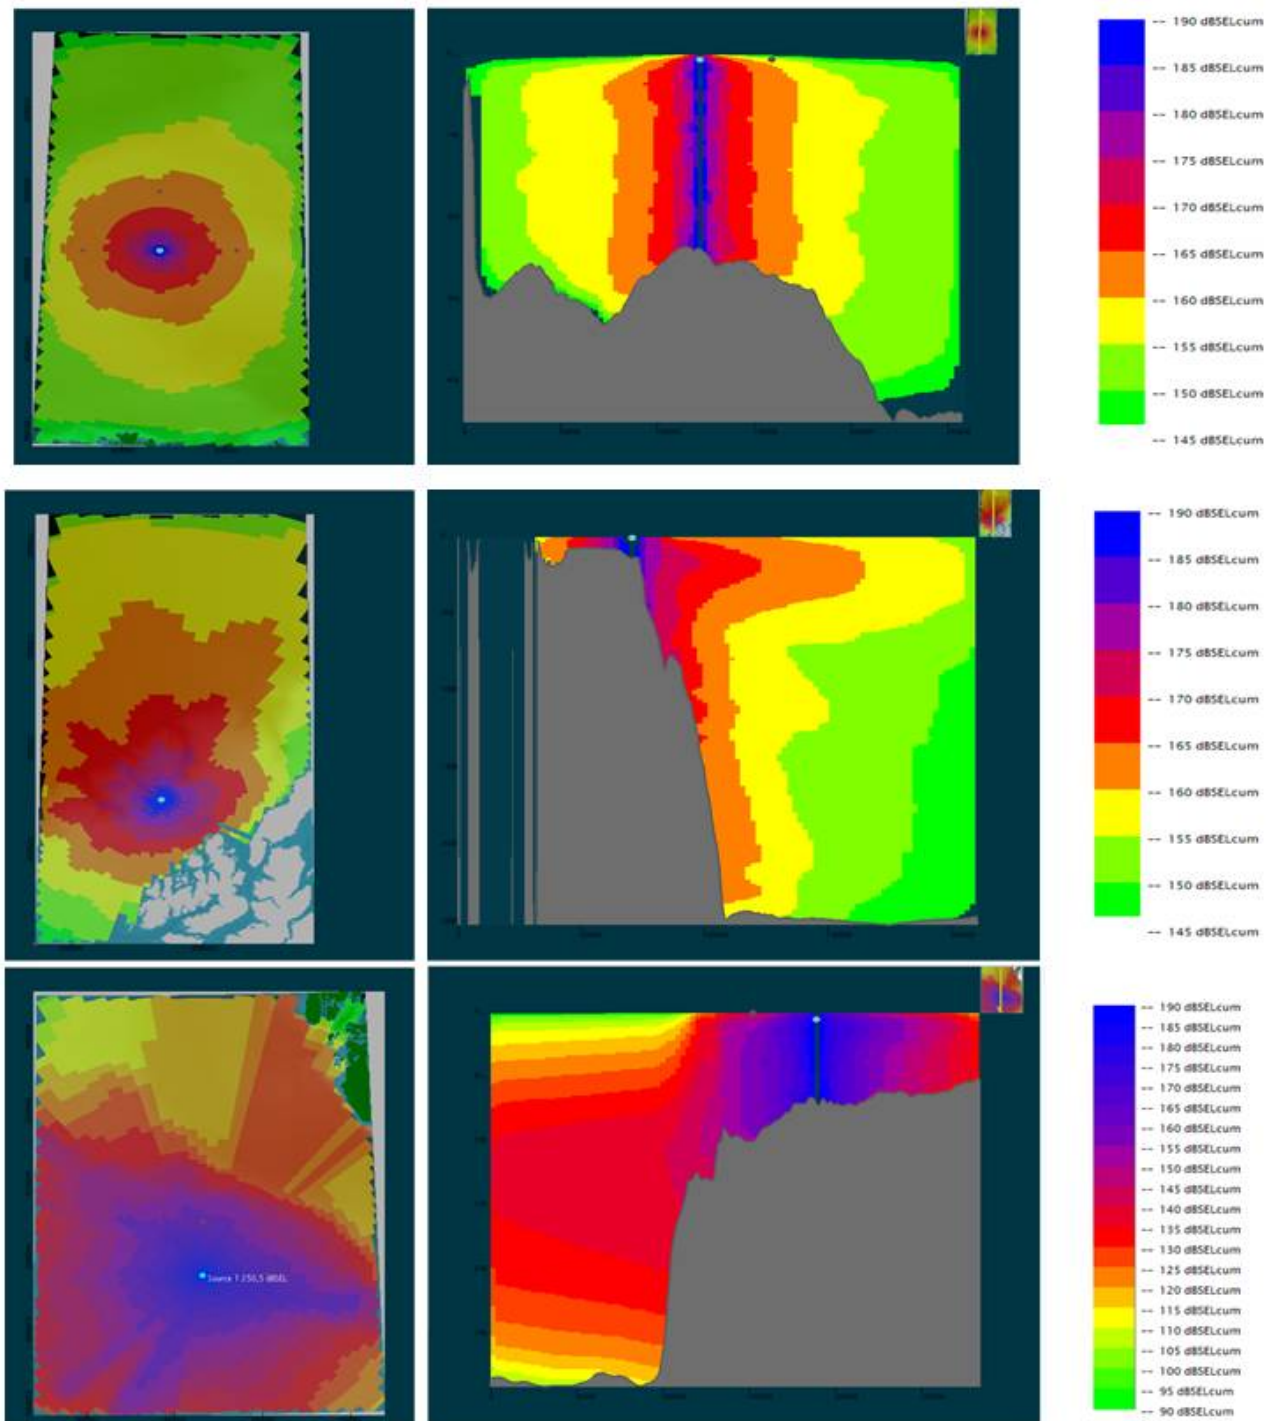 -- 190 dBSELcum
-- 185 dBSELcum
-- 180 dBSELcum
-- 175 dBSELcum
-- 170 dBSELcum
-- 165 dBSELcum
-- 160 dBSELcum
-- 155 dBSELcum
-- 150 dBSELcum
-- 145 dBSELcum
-- 190 dBSELcum
-- 185 dBSELcum
-- 180 dBSELcum
-- 175 dBSELcum
-- 170 dBSELcum
-- 165 dBSELcum
-- 160 dBSELcum
-- 155 dBSELcum
-- 150 dBSELcum
-- 145 dBSELcum
Source 1
-- 190 dBSELcum
-- 185 dBSELcum
-- 180 dBSELcum
-- 175 dBSELcum
-- 170 dBSELcum
-- 165 dBSELcum
-- 160 dBSELcum
-- 155 dBSELcum
-- 150 dBSELcum
-- 145 dBSELcum
-- 140 dBSELcum
-- 135 dBSELcum
-- 130 dBSELcum
-- 125 dBSELcum
-- 120 dBSELcum
-- 115 dBSELcum
-- 110 dBSELcum
-- 105 dBSELcum
-- 100 dBSELcum
-- 95 dBSELcum
-- 90 dBSELcum